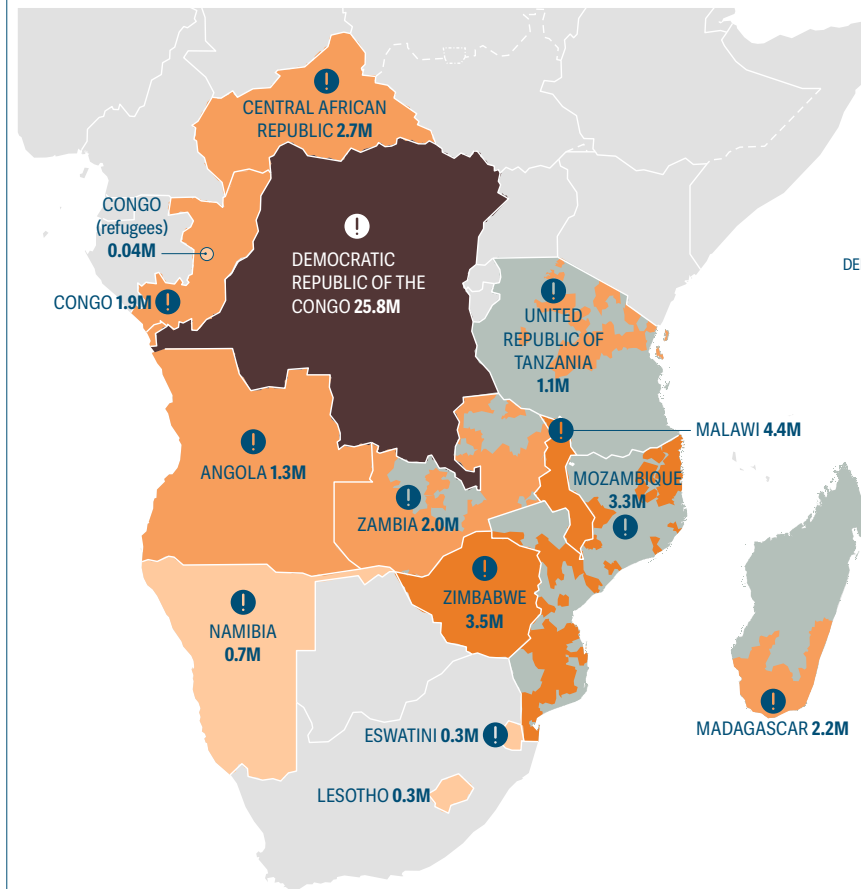 CENTRAL AFRICAN
REPUBLIC 2.7M
CONGO
(refugees)
0.04M
DEMOCRATIC
REPUBLIC OF THE
CONGO 25.8M
DE
CONGO 1.9M
UNITED
REPUBLIC OF
TANZANIA
1.1M
MALAWI 4.4M
ANGOLA 1.3M
MOZAMBIQUE
3.3M
ZAMBIA 2.0M
ZIMBABWE
3.5M
NAMIBIA
0.7M
MADAGASCAR 2.2M
ESWATINI 0.3M
LESOTHO 0.3M